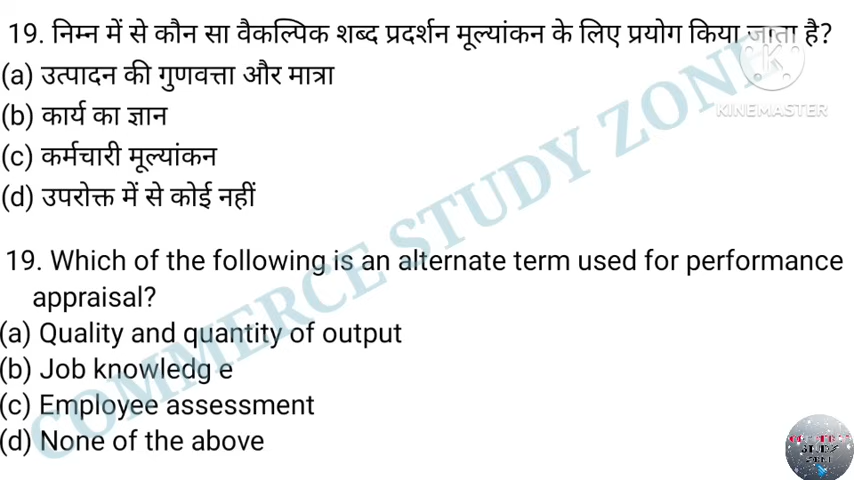 19. निम्न में से कौन सा वैकल्पिक शब्द प्रदर्शन मूल्यांकन के लिए प्रयोग किया जाता है?
(a) उत्पादन की गुणवत्ता और मात्रा
(b) कार्य का ज्ञान
(c) कर्मचारी मूल्यांकन
(d) उपरोक्त में से कोई नहीं
19. Which of the following is an alternate term used for performance
appraisal?
(a) Quality and quantity of output
(b) Job knowledg e
(c) Employee assessment
(d) None of the above
COMMERCE STUDY ZONE
K
KINEMASTER